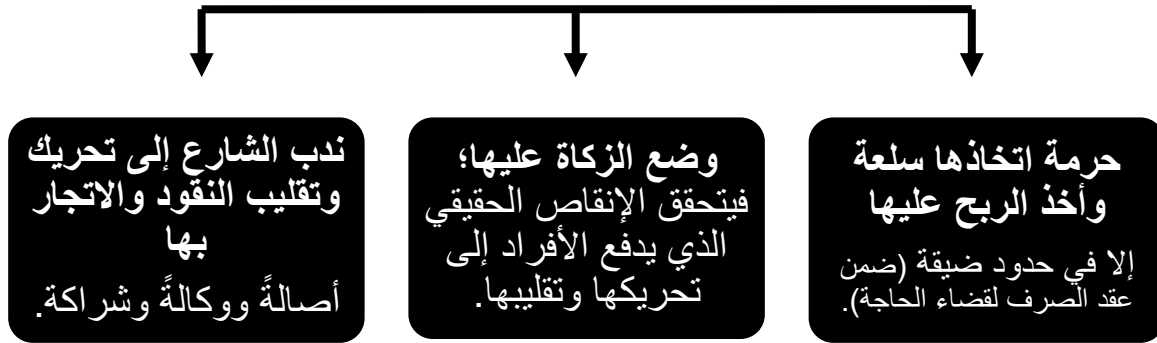 حرمة اتخاذها سلعة
وأخذ الربح عليها
إلا في حدود ضيقة (ضمن
عقد الصرف لقضاء الحاجة).
وضع الزكاة عليها؛
فيتحقق الإنقاص الحقيقي
الذي يدفع الأفراد إلى
تحريكها وتقليبها.
ندب الشارع إلى تحريك
وتقليب النقود والاتجار
بها
أصالةً ووكالةً وشراكة.